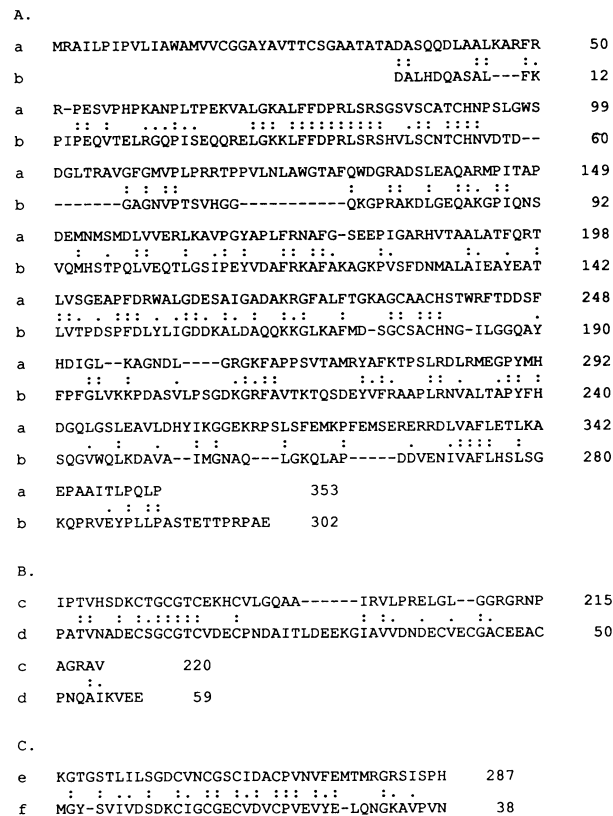 A.
a MRAILPIPVLIAWAMVVCGGAYAVTTCSGAATATADASQQDLAALKARFR 50
:: :: :.
b DALHDQASAL---FK 12
a R-PESVPHPKANPLTPEKVALGKALFFDPRLSRSGSVSCATCHNPSLGWS 99
:: : ...:.. ::: ::::::::::: .: ::::
b PIPEQVTELRGQPISEQQRELGKKLFFDPRLSRSHVLSCNTCHNVDTD-- 60
a DGLTRAVGFGMVPLPRRTPPVLNLAWGTAFQWDGRADSLEAQARMPITAP 149
: : :: : .: : ::. ::
b -------GAGNVPTSVHGG-----------QKGPRAKDLGEQAKGPIQNS 92
a DEMNMSMDLVVERLKAVPGYAPLFRNAFG-SEEPIGARHVTAALATFQRT 198
.: :: : .: : : :: : . : . :
b VQMHSTPQLVEQTLGSIPEYVDAFRKAFAKAGKPVSFDNMALAIEAYEAT 142
a LVSGEAPFDRWALGDESAIGADAKRGFALFTGKAGCAACHSTWRFTDDSF 248
::. . ::: : :.:.: : .: .: : :: ::: .
b LVTPDSPFDLYLIGDDKALDAQQKKGLKAFMD-SGCSACHNG-ILGGQAY 190
a HDIGL--KAGNDL----GRGKFAPPSVTAMRYAFKTPSLRDLRMEGPYMH 292
:: : . .:.:: :.:. :: . : : :
b FPFGLVKKPDASVLPSGDKGRFAVTKTQSDEYVFRAAPLRNVALTAPYFH 240
a DGQLGSLEAVLDHYIKGGEKRPSLSFEMKPFEMSERERRDLVAFLETLKA 342
. : . : : : : .:::: :
b SQGVWQLKDAVA--IMGNAQ---LGKQLAP-----DDVENIVAFLHSLSG 280
a EPAAITLPQLP 353
. : ::
b KQPRVEYPLLPASTETTPRPAE 302
B.
c IPTVHSDKCTGCGTCEKHCVLGQAA------IRVLPRELGL--GGRGRNP 215
:: : .::::: : : :. . :.
d PATVNADECSGCGTCVDECPNDAITLDEEKGIAVVDNDECVECGACEEAC 50
c AGRAV 220
:.
d PNQAIKVEE 59
C.
e KGTGSTLILSGDCVNCGSCIDACPVNVFEMTMRGRSISPH 287
: : .. : :. :: : :::.: : .: .
f MGY-SVIVDSDKCIGCGECVDVCPVEVYE-LQNGKAVPVN 38